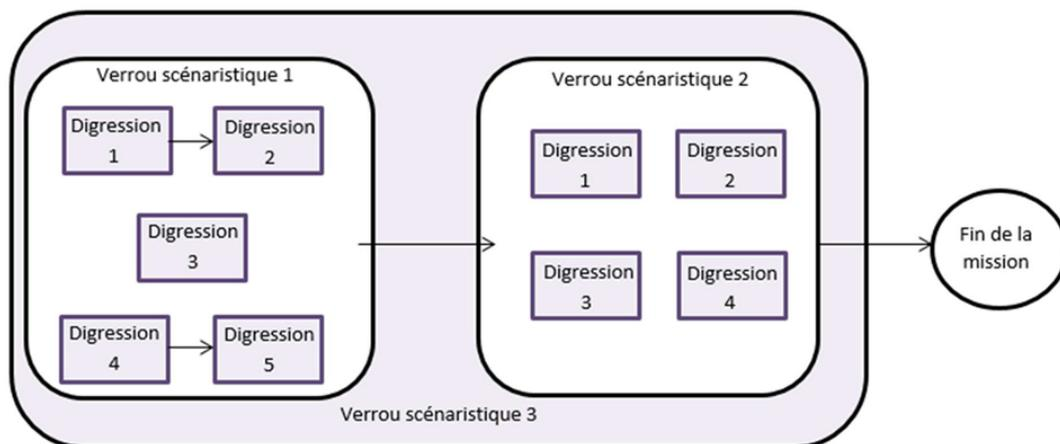 Verrou scénaristique 1
Digression
1
Digression
2
Digression
3
Digression
4
Digression
5
Verrou scénaristique 2
Digression
1
Digression
2
Digression
3
Digression
4
Verrou scénaristique 3
Fin de la
mission